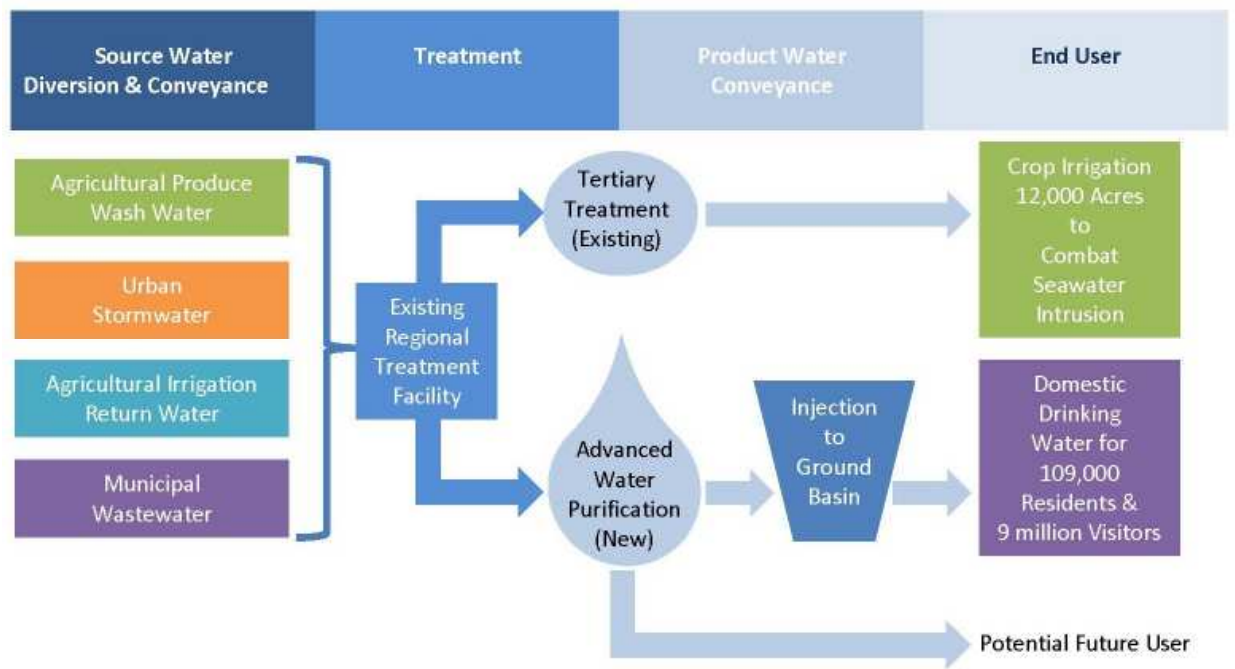 Source Water
Diversion & Conveyance
Treatment
Product Water
Conveyance
End User
Agricultural Produce
Wash Water
Urban
Stormwater
Agricultural Irrigation
Return Water
Municipal
Wastewater
Existing
Regional
Treatment
Facility
Tertiary
Treatment
(Existing)
Advanced
Water
Purification
(New)
Injection
to
Ground
Basin
Crop Irrigation
12,000 Acres
to
Combat
Seawater
Intrusion
Domestic
Drinking
Water for
109,000
Residents &
9 million Visitors
Potential Future User